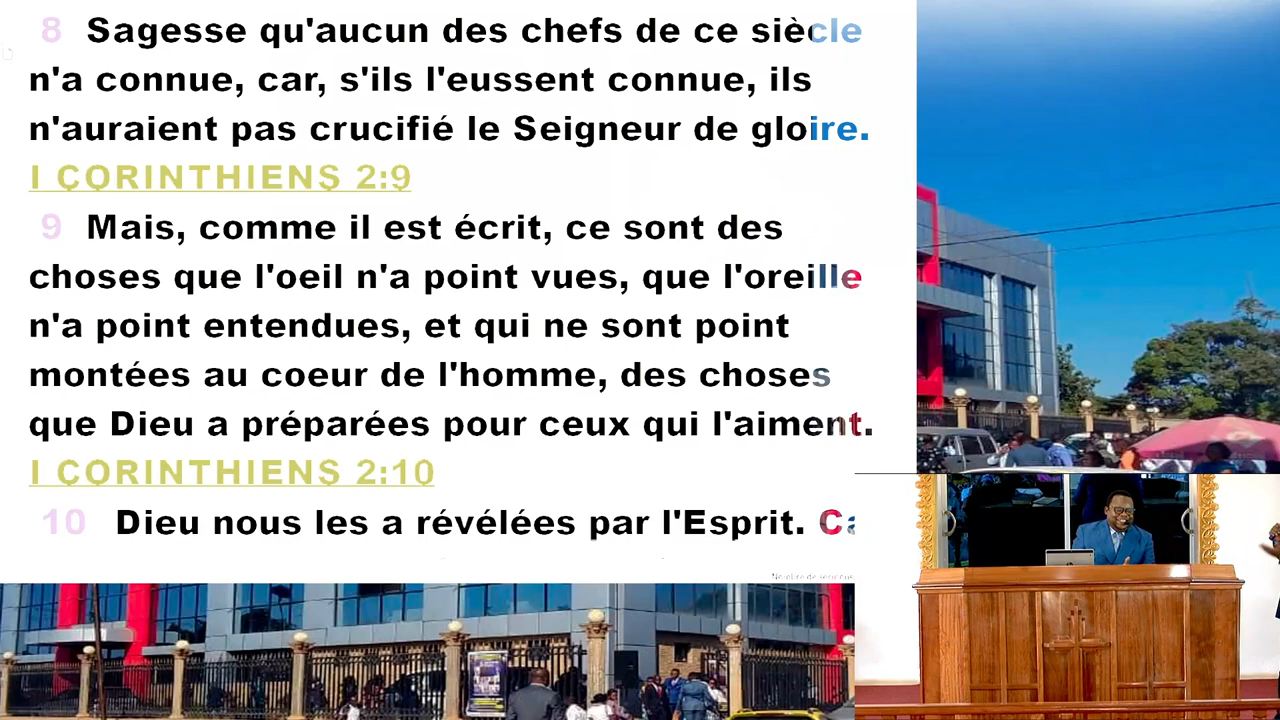 8 Sagesse qu'aucun des chefs de ce siècle
n'a connue, car, s'ils l'eussent connue, ils
n'auraient pas crucifié le Seigneur de gloire.
I CORINTHIENS 2:9
9 Mais, comme il est écrit, ce sont des
choses que l'oeil n'a point vues, que l'oreille
n'a point entendues, et qui ne sont point
montées au coeur de l'homme, des choses
que Dieu a préparées pour ceux qui l'aiment.
I CORINTHIENS 2:10
10 Dieu nous les a révélées par l'Esprit. Ca
Nombre de